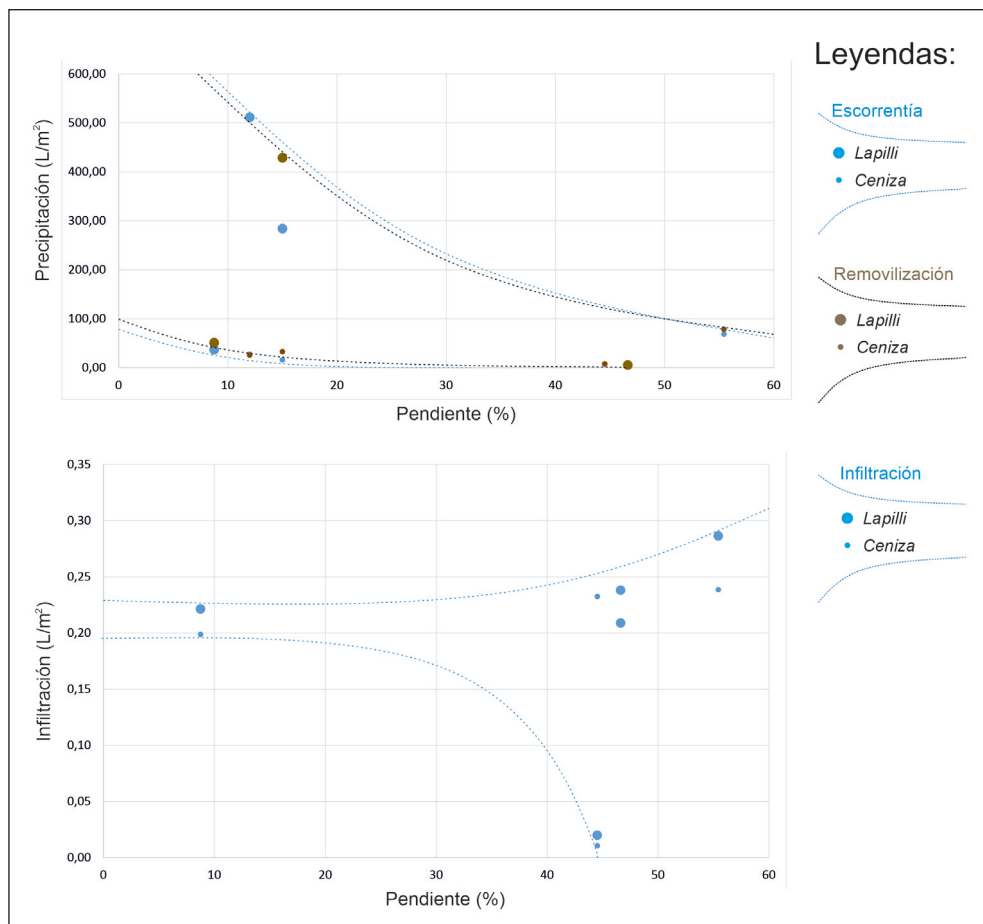 Leyendas:
600,00
500,00
400,00
300,00
200,00
100,00
0,00
Precipitación (L/m²)
0 10 20 30 40 50 60
Pendiente (%)
Escorrentía
Lapilli
Ceniza
Removilización
Lapilli
Ceniza
0,35
0,30
0,25
0,20
0,15
0,10
0,05
0,00
Infiltración (L/m²)
0 10 20 30 40 50 60
Pendiente (%)
Infiltración
Lapilli
Ceniza